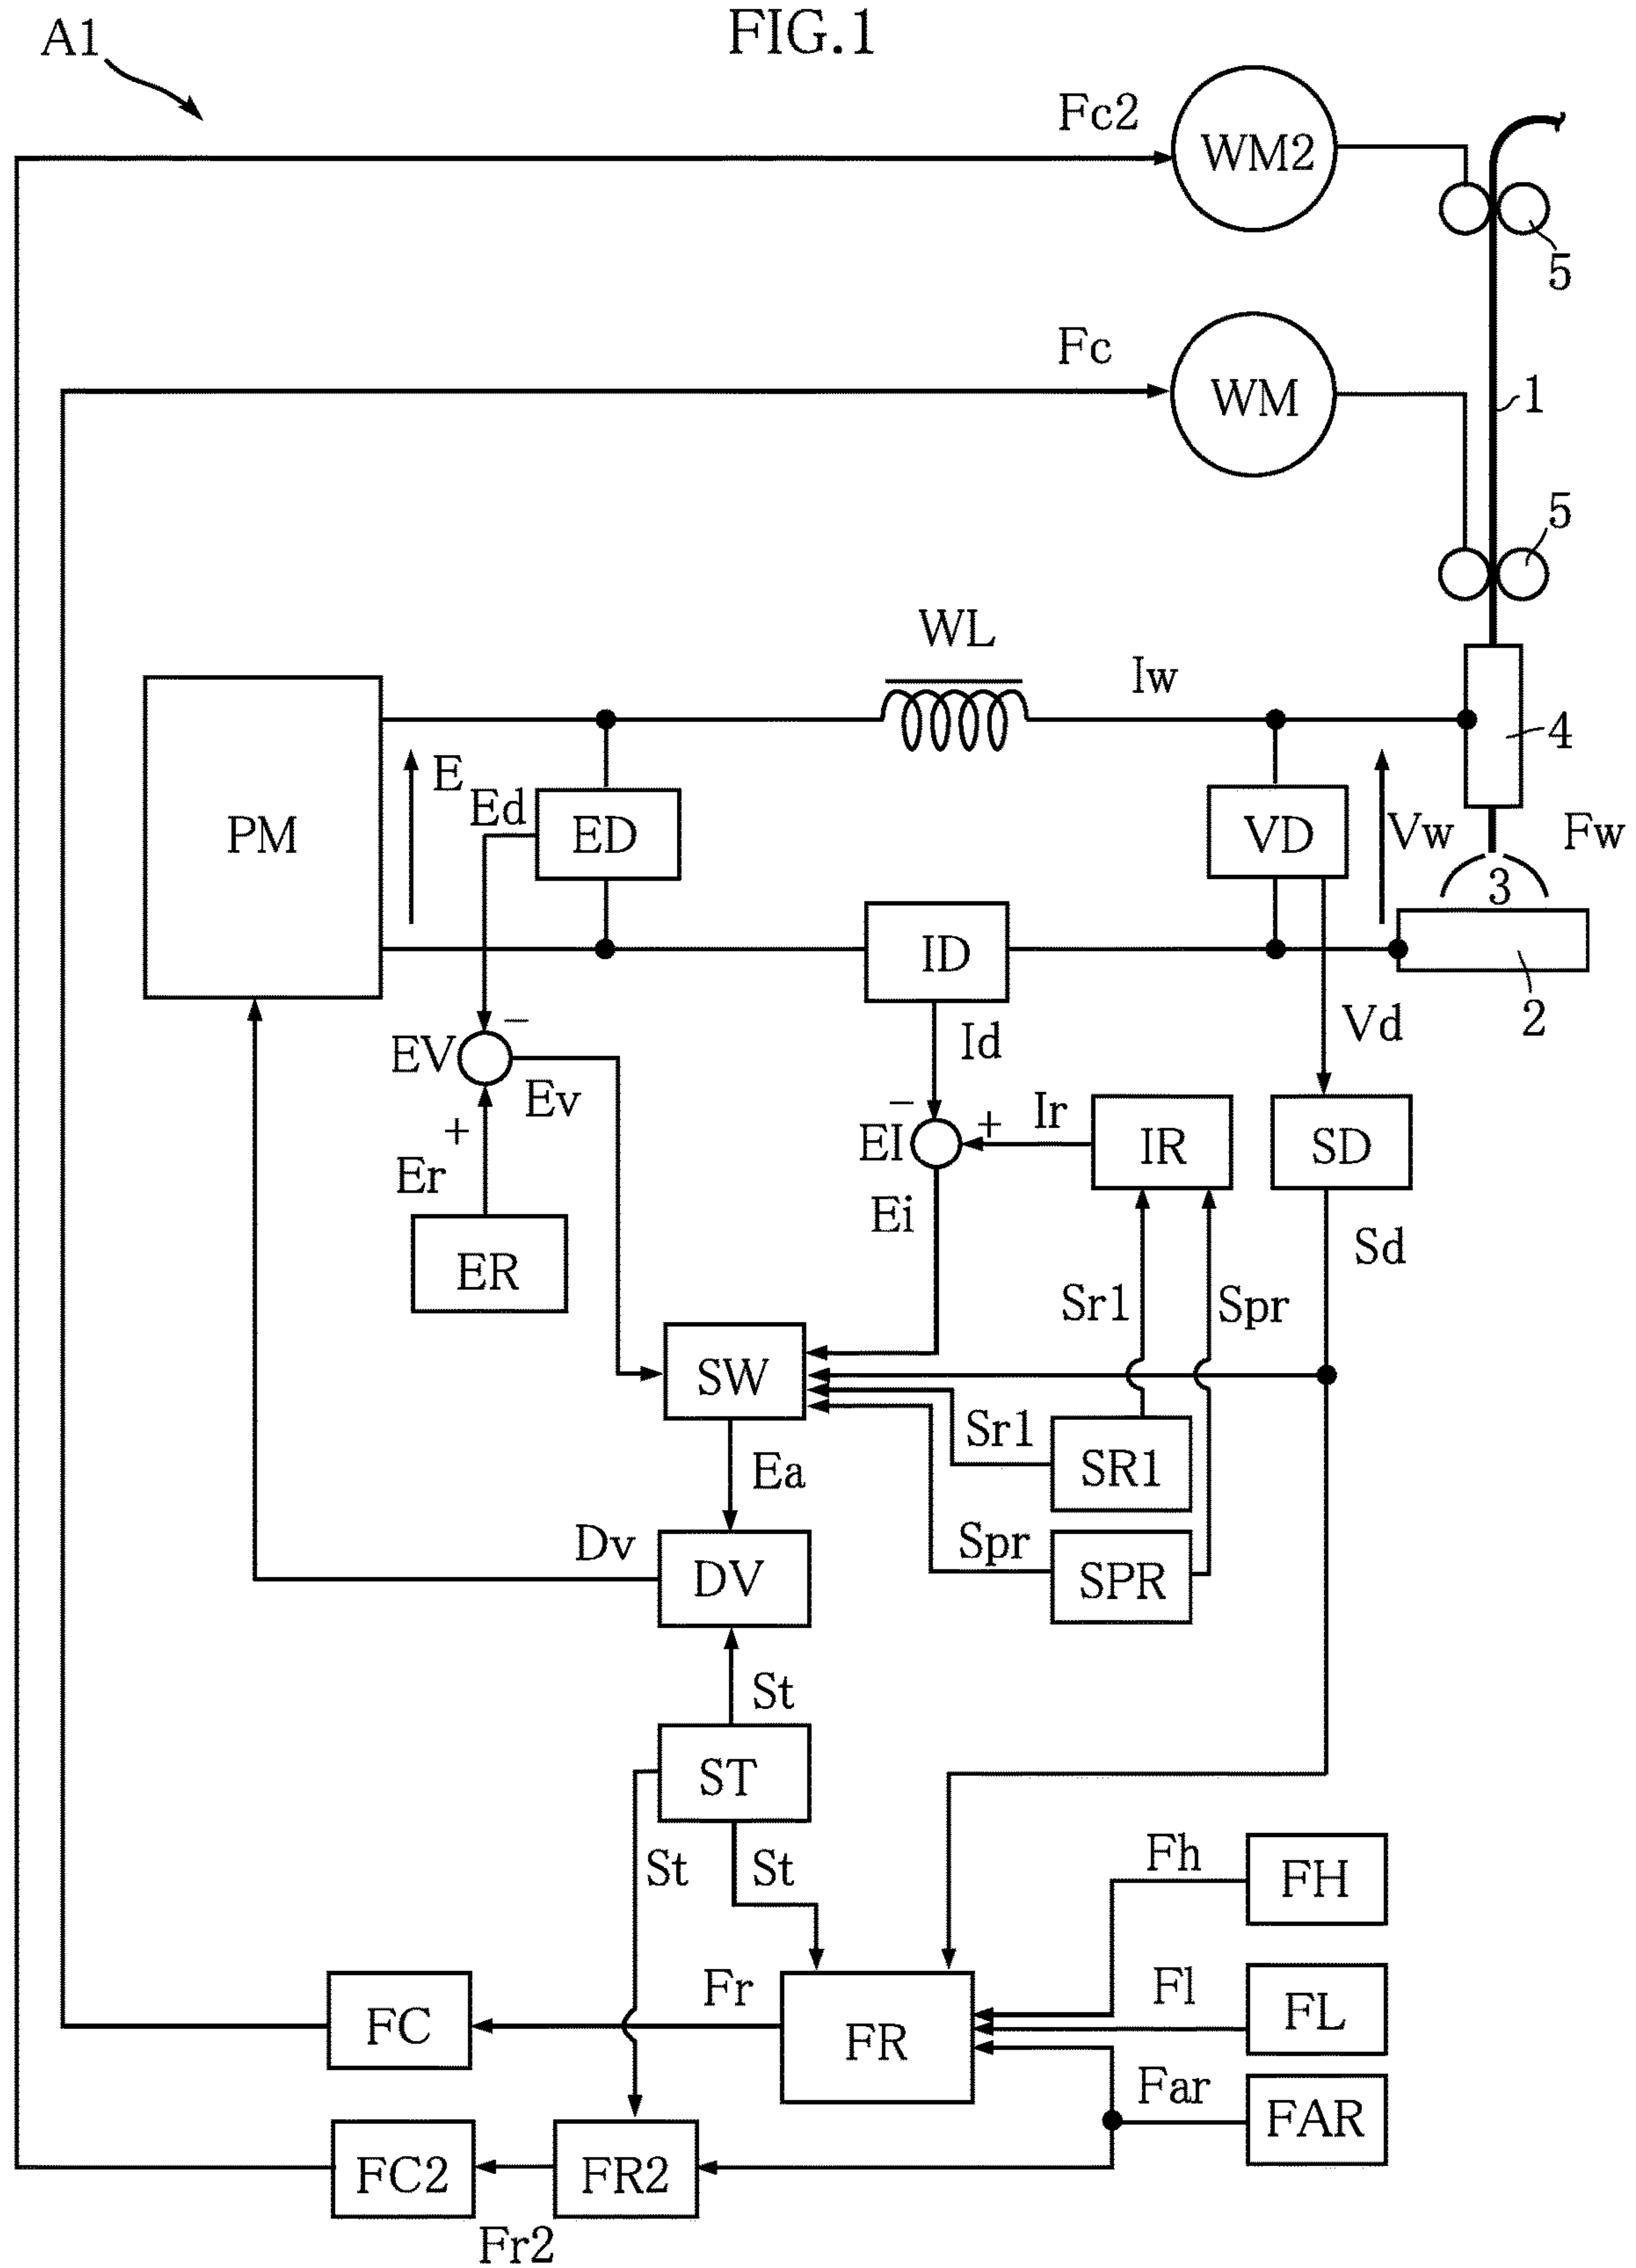 FIG.1
A1
Fc2
WM2
5
Fc
WM
1
5
WL
Iw
4
PM
E
Ed
ED
VD
Vw
Fw
3
ID
2
Vd
Id
EV
−
Ev
+
Er
ER
−
EI
+
Ir
IR
SD
Ei
Sd
Sr1
Spr
SW
Sr1
SR1
Ea
Spr
SPR
Dv
DV
St
ST
St
St
Fh
FH
Fr
Fl
FL
FC
FR
Far
FAR
FC2
FR2
Fr2